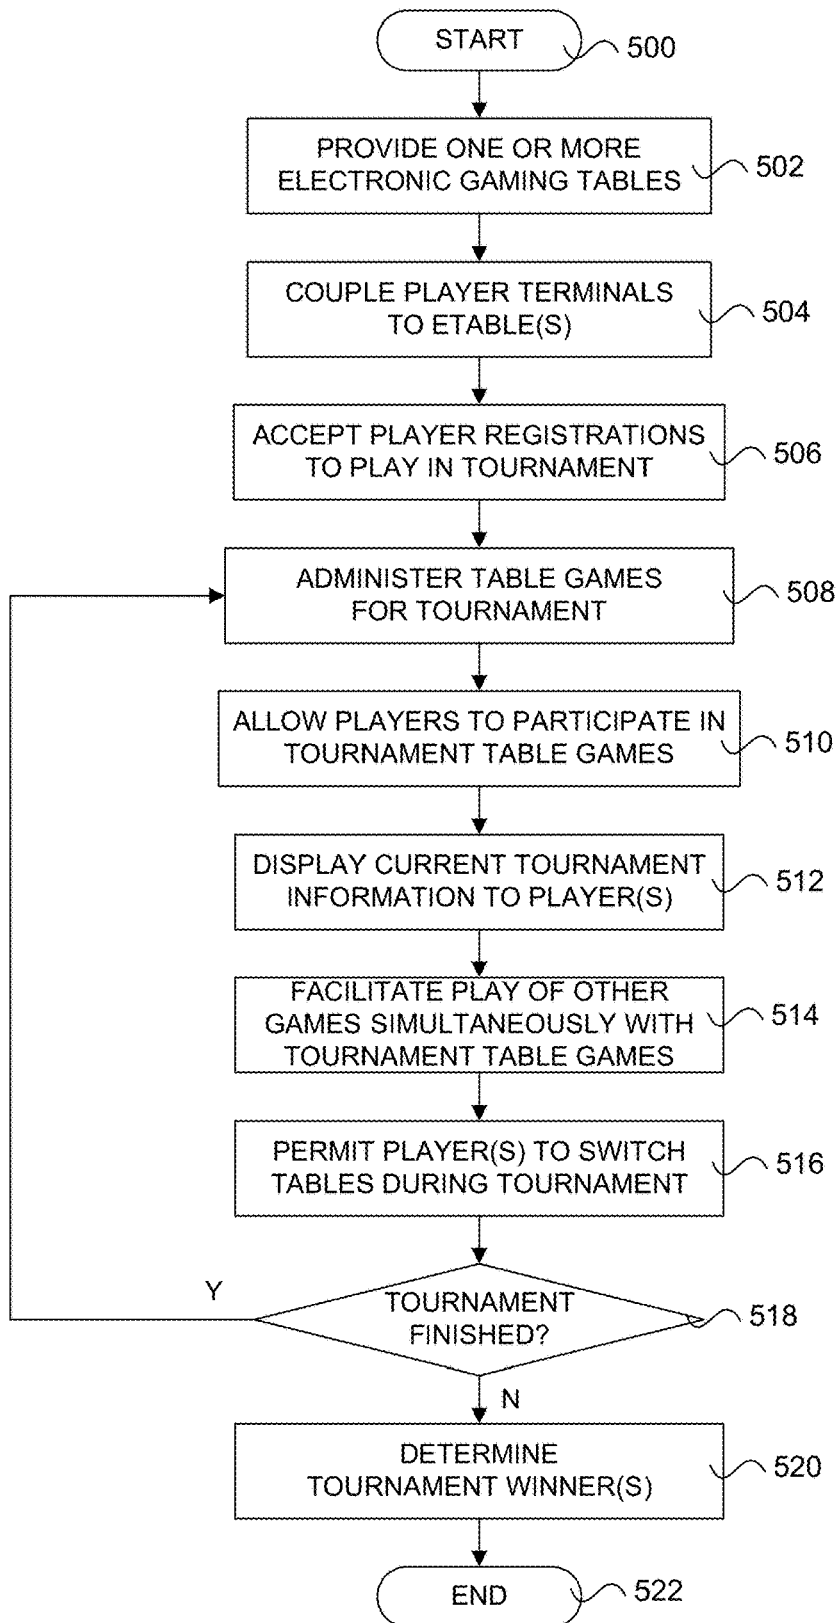 START
500
PROVIDE ONE OR MORE
ELECTRONIC GAMING TABLES
502
COUPLE PLAYER TERMINALS
TO ETABLE(S)
504
ACCEPT PLAYER REGISTRATIONS
TO PLAY IN TOURNAMENT
506
ADMINISTER TABLE GAMES
FOR TOURNAMENT
508
ALLOW PLAYERS TO PARTICIPATE IN
TOURNAMENT TABLE GAMES
510
DISPLAY CURRENT TOURNAMENT
INFORMATION TO PLAYER(S)
512
FACILITATE PLAY OF OTHER
GAMES SIMULTANEOUSLY WITH
TOURNAMENT TABLE GAMES
514
PERMIT PLAYER(S) TO SWITCH
TABLES DURING TOURNAMENT
516
Y
TOURNAMENT
FINISHED?
518
N
DETERMINE
TOURNAMENT WINNER(S)
520
END
522